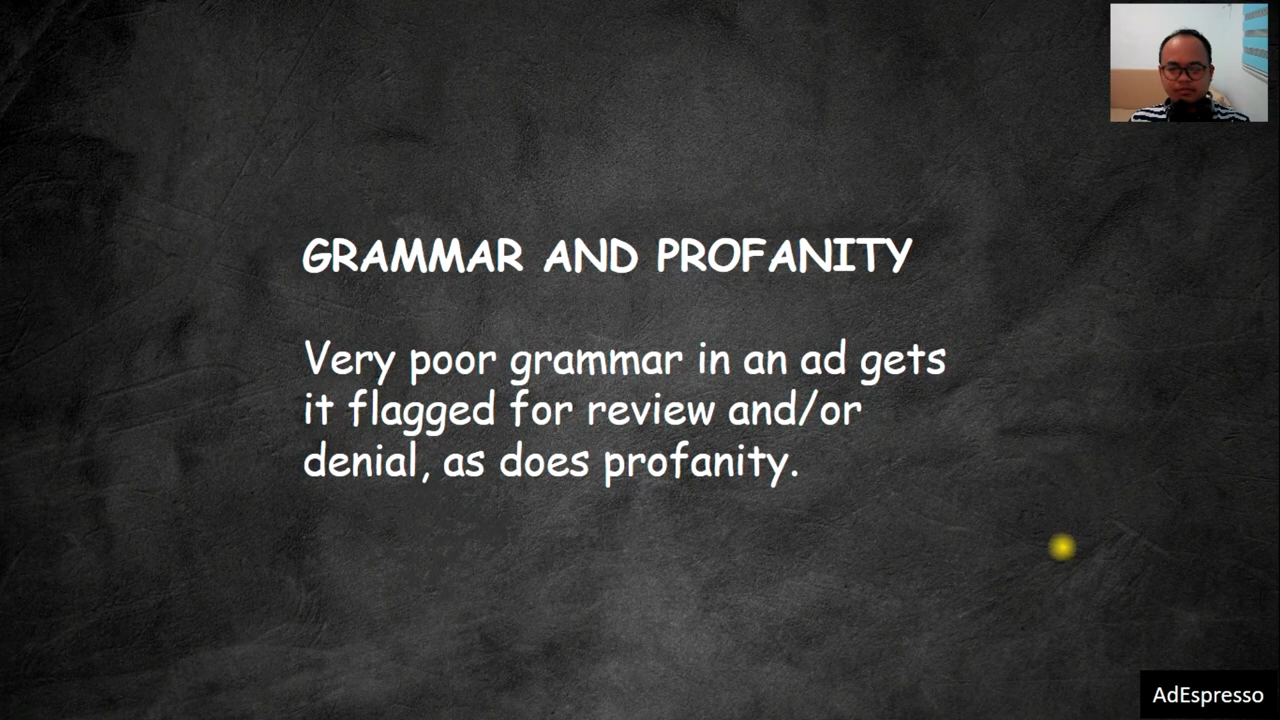 GRAMMAR AND PROFANITY
Very poor grammar in an ad gets
it flagged for review and/or
denial, as does profanity.
AdEspresso